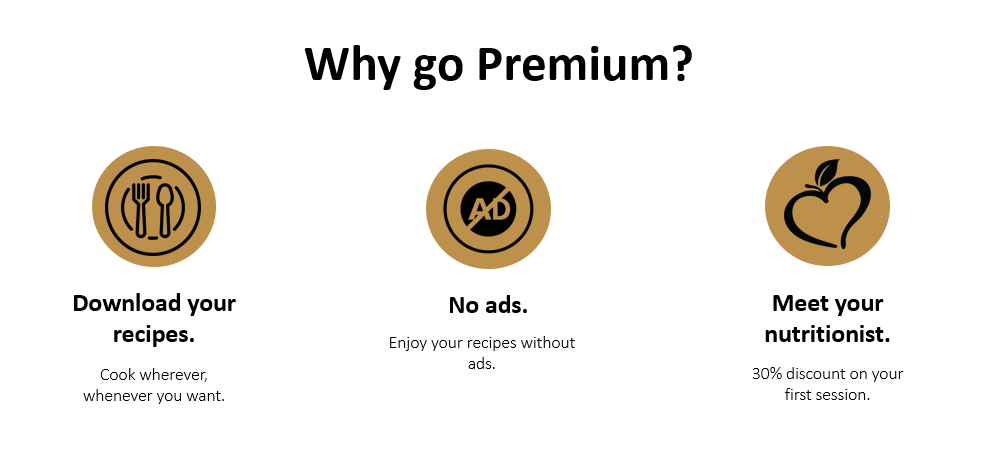 Why go Premium?
AD
Download your
recipes.
Cook wherever,
whenever you want.
No ads.
Enjoy your recipes without
ads.
Meet your
nutritionist.
30% discount on your
first session.